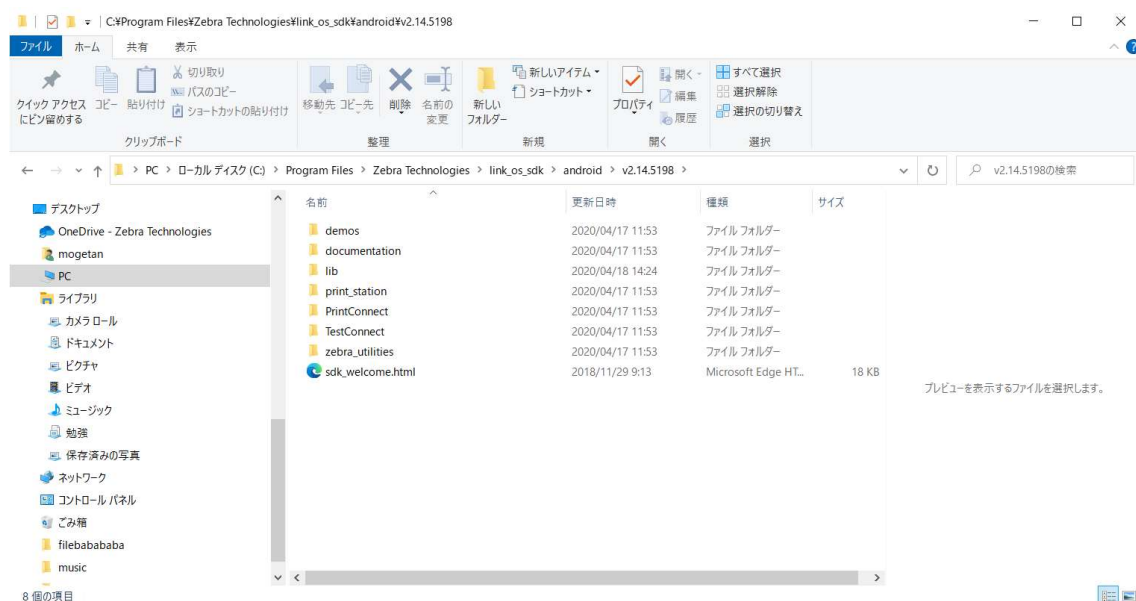 C:¥Program Files¥Zebra Technologies¥link_os_sdk¥android¥v2.14.5198
ファイル ホーム 共有 表示
クイック アクセス
にピン留めする
コピー
貼り付け
切り取り
パスのコピー
ショートカットの貼り付け
クリップボード
移動先
コピー先
削除
名前の
変更
整理
新しい
フォルダー
新しいアイテム
ショートカット
新規
プロパティ
開く
編集
履歴
開く
すべて選択
選択解除
選択の切り替え
選択
PC > ローカル ディスク (C:) > Program Files > Zebra Technologies > link_os_sdk > android > v2.14.5198 >
v2.14.5198の検索
デスクトップ
OneDrive - Zebra Technologies
mogetan
PC
ライブラリ
カメラ ロール
ドキュメント
ピクチャ
ビデオ
ミュージック
勉強
保存済みの写真
ネットワーク
コントロール パネル
ごみ箱
filebabababa
music
名前 更新日時 種類 サイズ
demos 2020/04/17 11:53 ファイル フォルダー
documentation 2020/04/17 11:53 ファイル フォルダー
lib 2020/04/18 14:24 ファイル フォルダー
print_station 2020/04/17 11:53 ファイル フォルダー
PrintConnect 2020/04/17 11:53 ファイル フォルダー
TestConnect 2020/04/17 11:53 ファイル フォルダー
zebra_utilities 2020/04/17 11:53 ファイル フォルダー
sdk_welcome.html 2018/11/29 9:13 Microsoft Edge HT... 18 KB
プレビューを表示するファイルを選択します。
8 個の項目